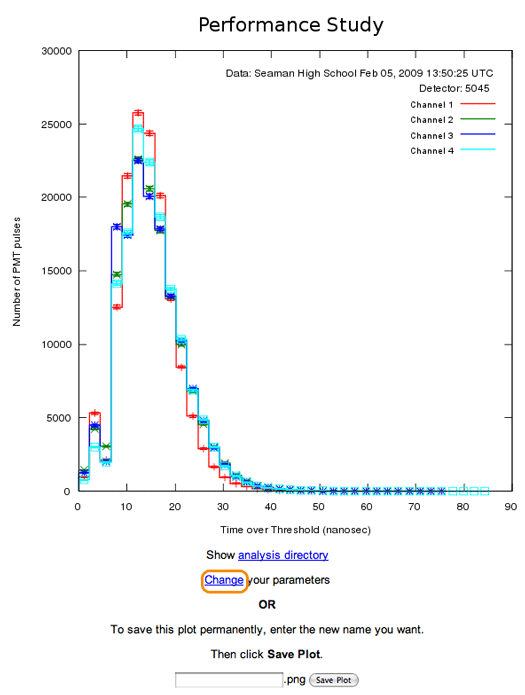 Performance Study
30000
Data: Seaman High School Feb 05, 2009 13:50:25 UTC
Detector: 5045
Channel 1
Channel 2
Channel 3
Channel 4
25000
20000
15000
10000
5000
0
Number of PMT pulses
0 10 20 30 40 50 60 70 80 90
Time over Threshold (nanosec)
Show analysis directory
Change your parameters
OR
To save this plot permanently, enter the new name you want.
Then click Save Plot.
.png Save Plot